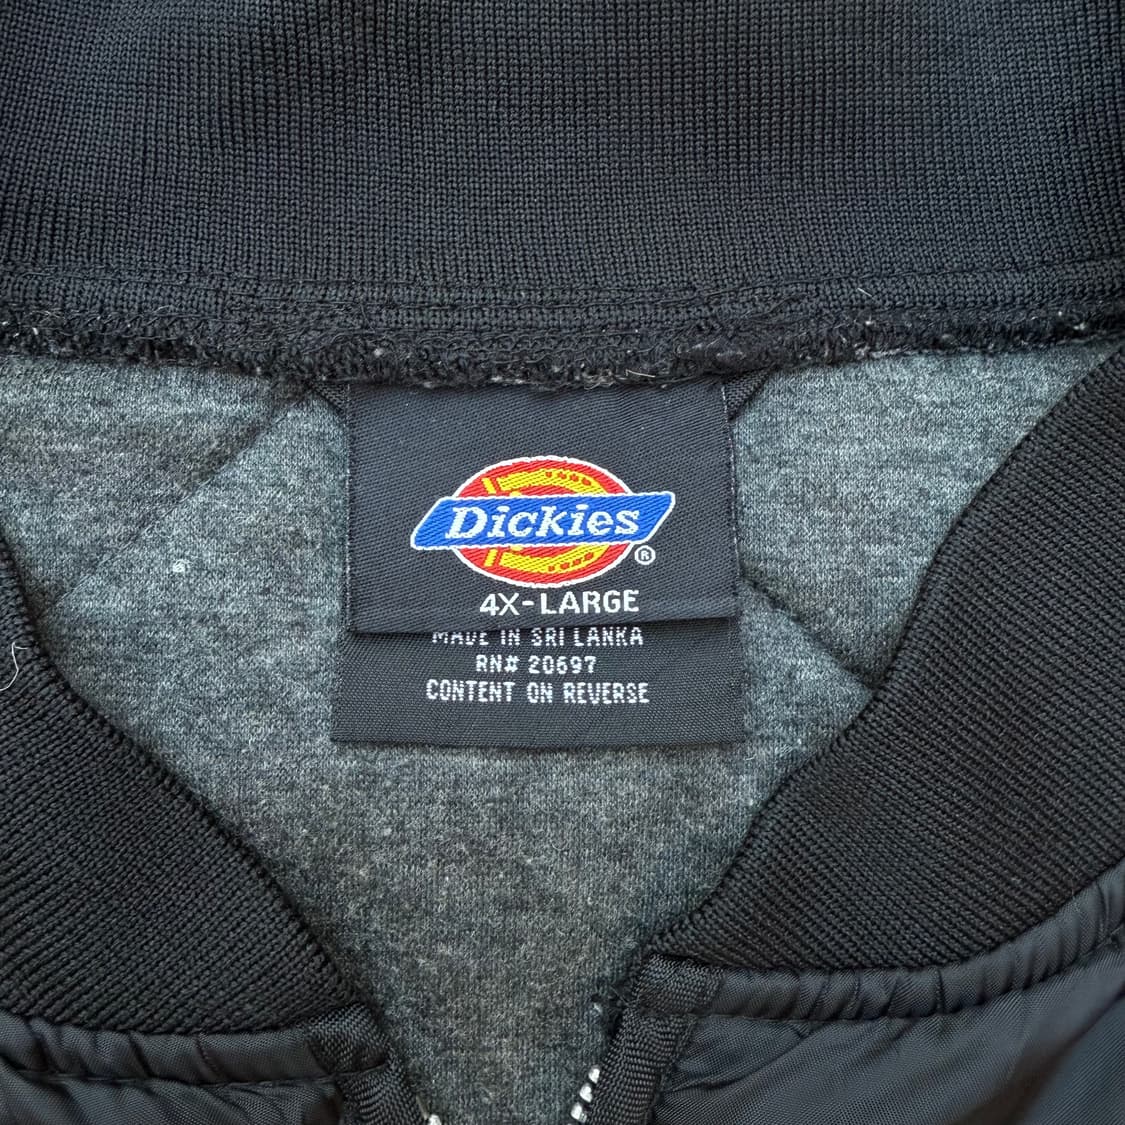 Dickies
®
4X-LARGE
MADE IN SRI LANKA
RN# 20697
CONTENT ON REVERSE